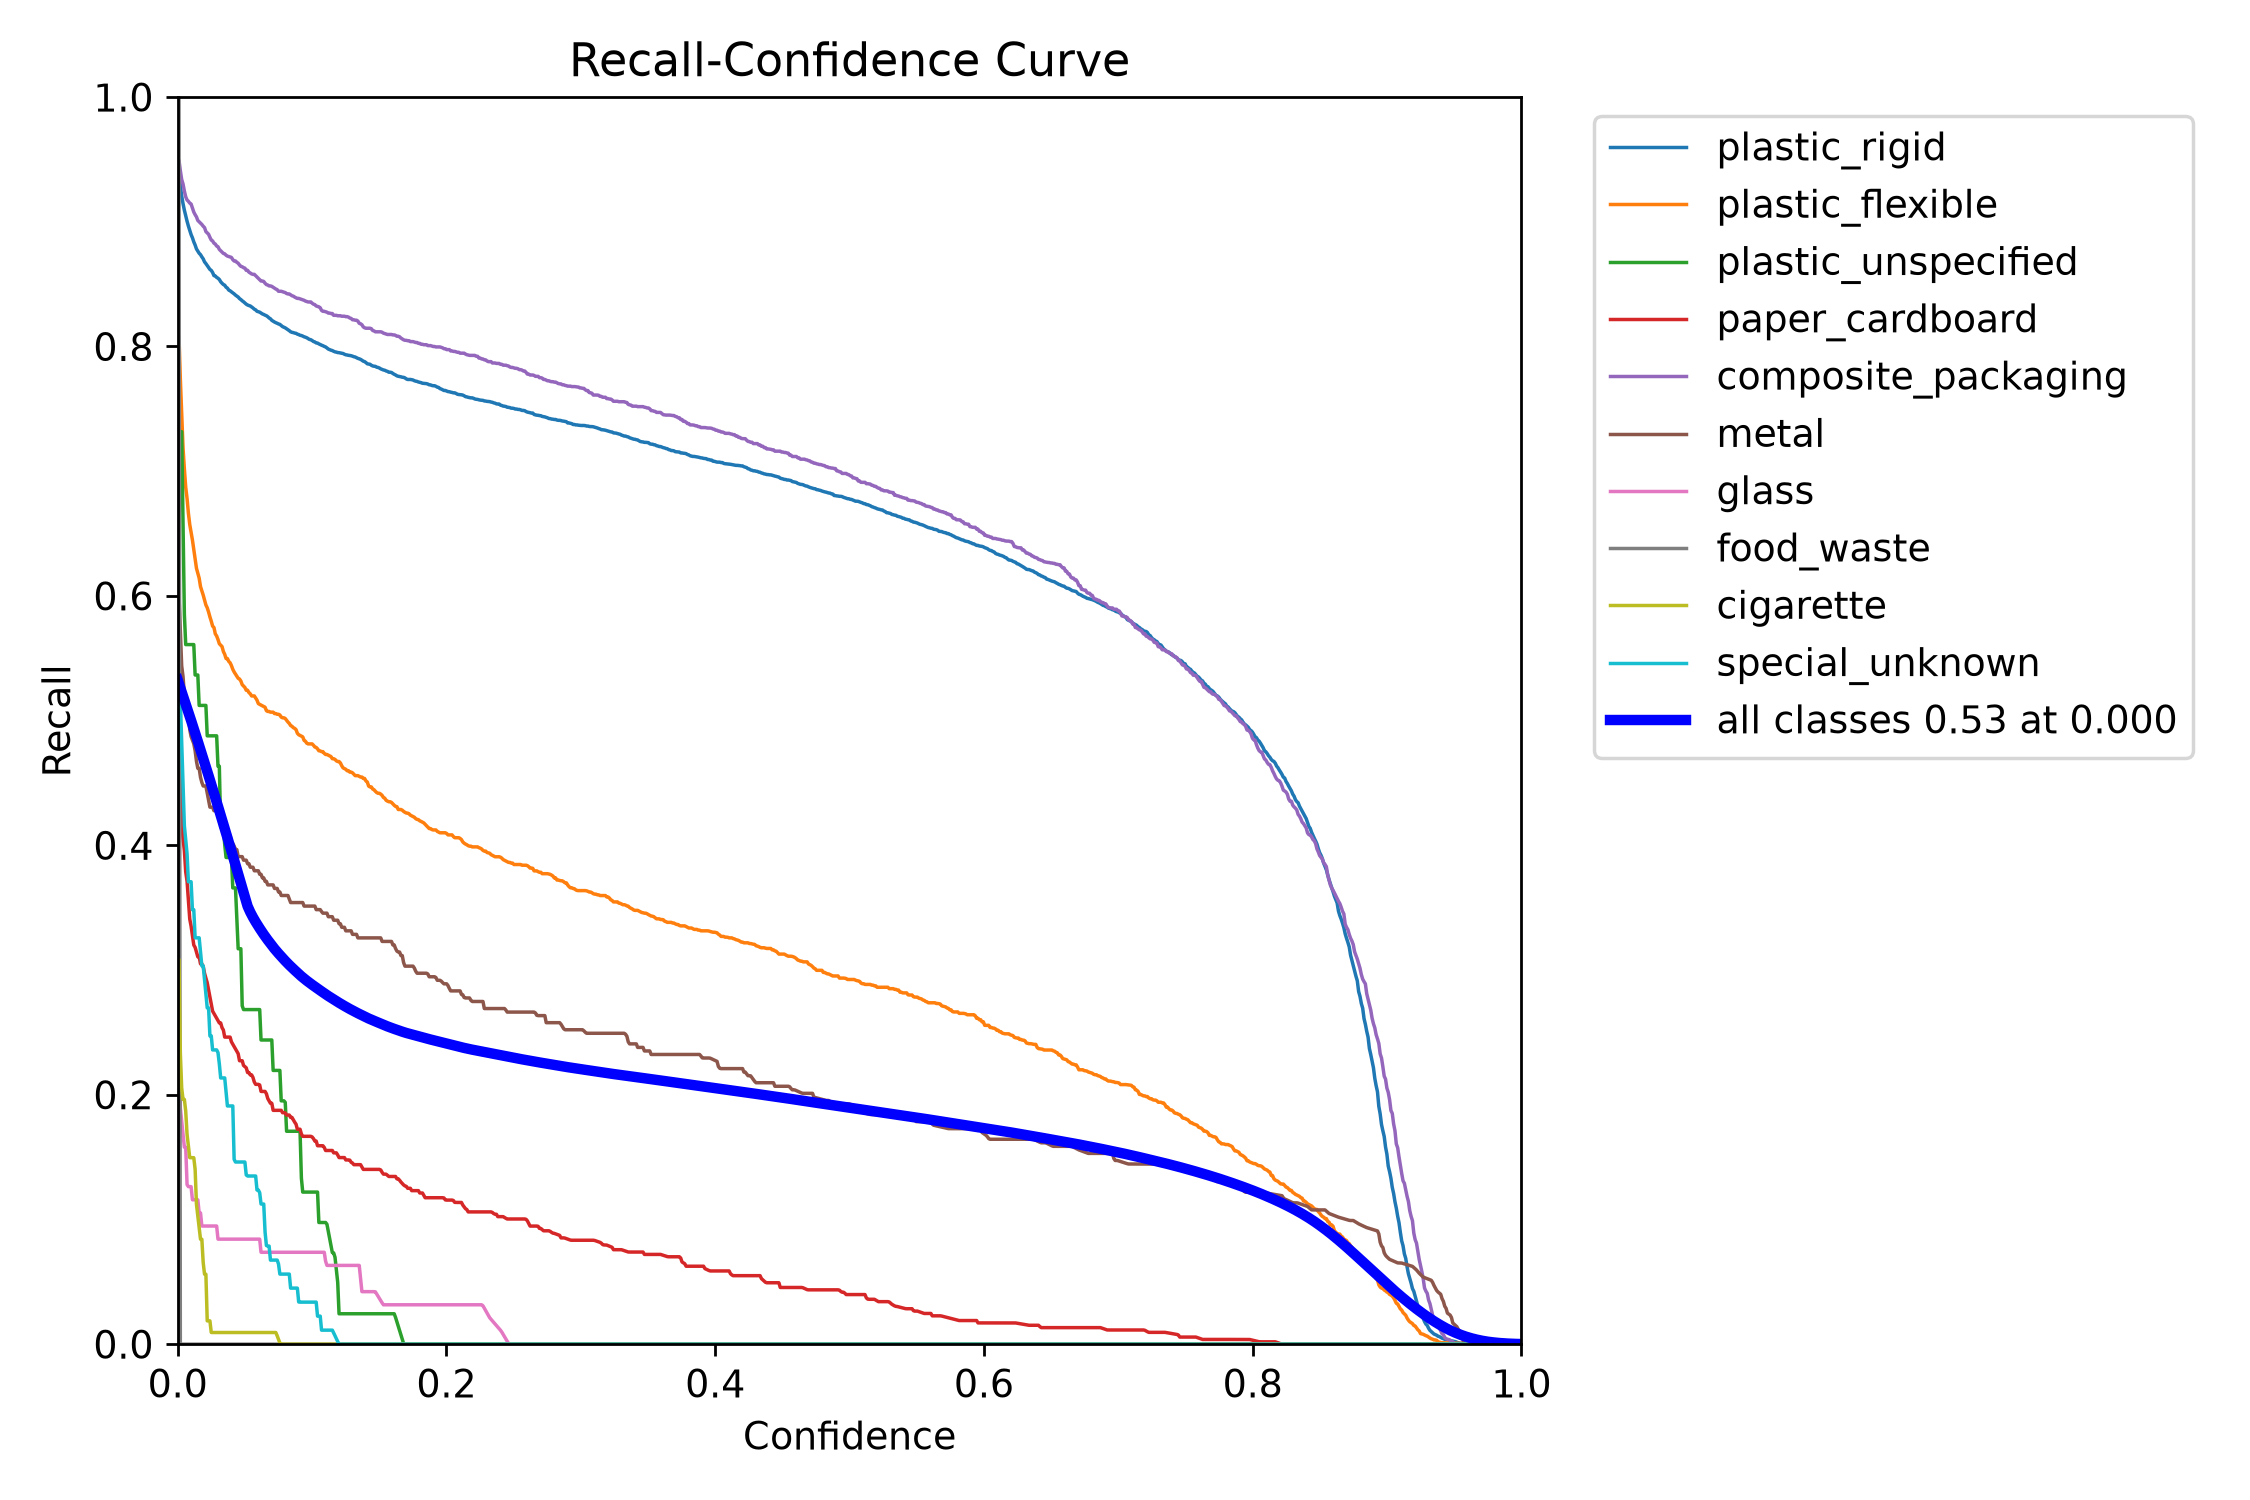 Recall-Confidence Curve
1.0
0.8
0.6
0.4
0.2
0.0
Recall
0.0 0.2 0.4 0.6 0.8 1.0
Confidence
plastic_rigid
plastic_flexible
plastic_unspecified
paper_cardboard
composite_packaging
metal
glass
food_waste
cigarette
special_unknown
all classes 0.53 at 0.000